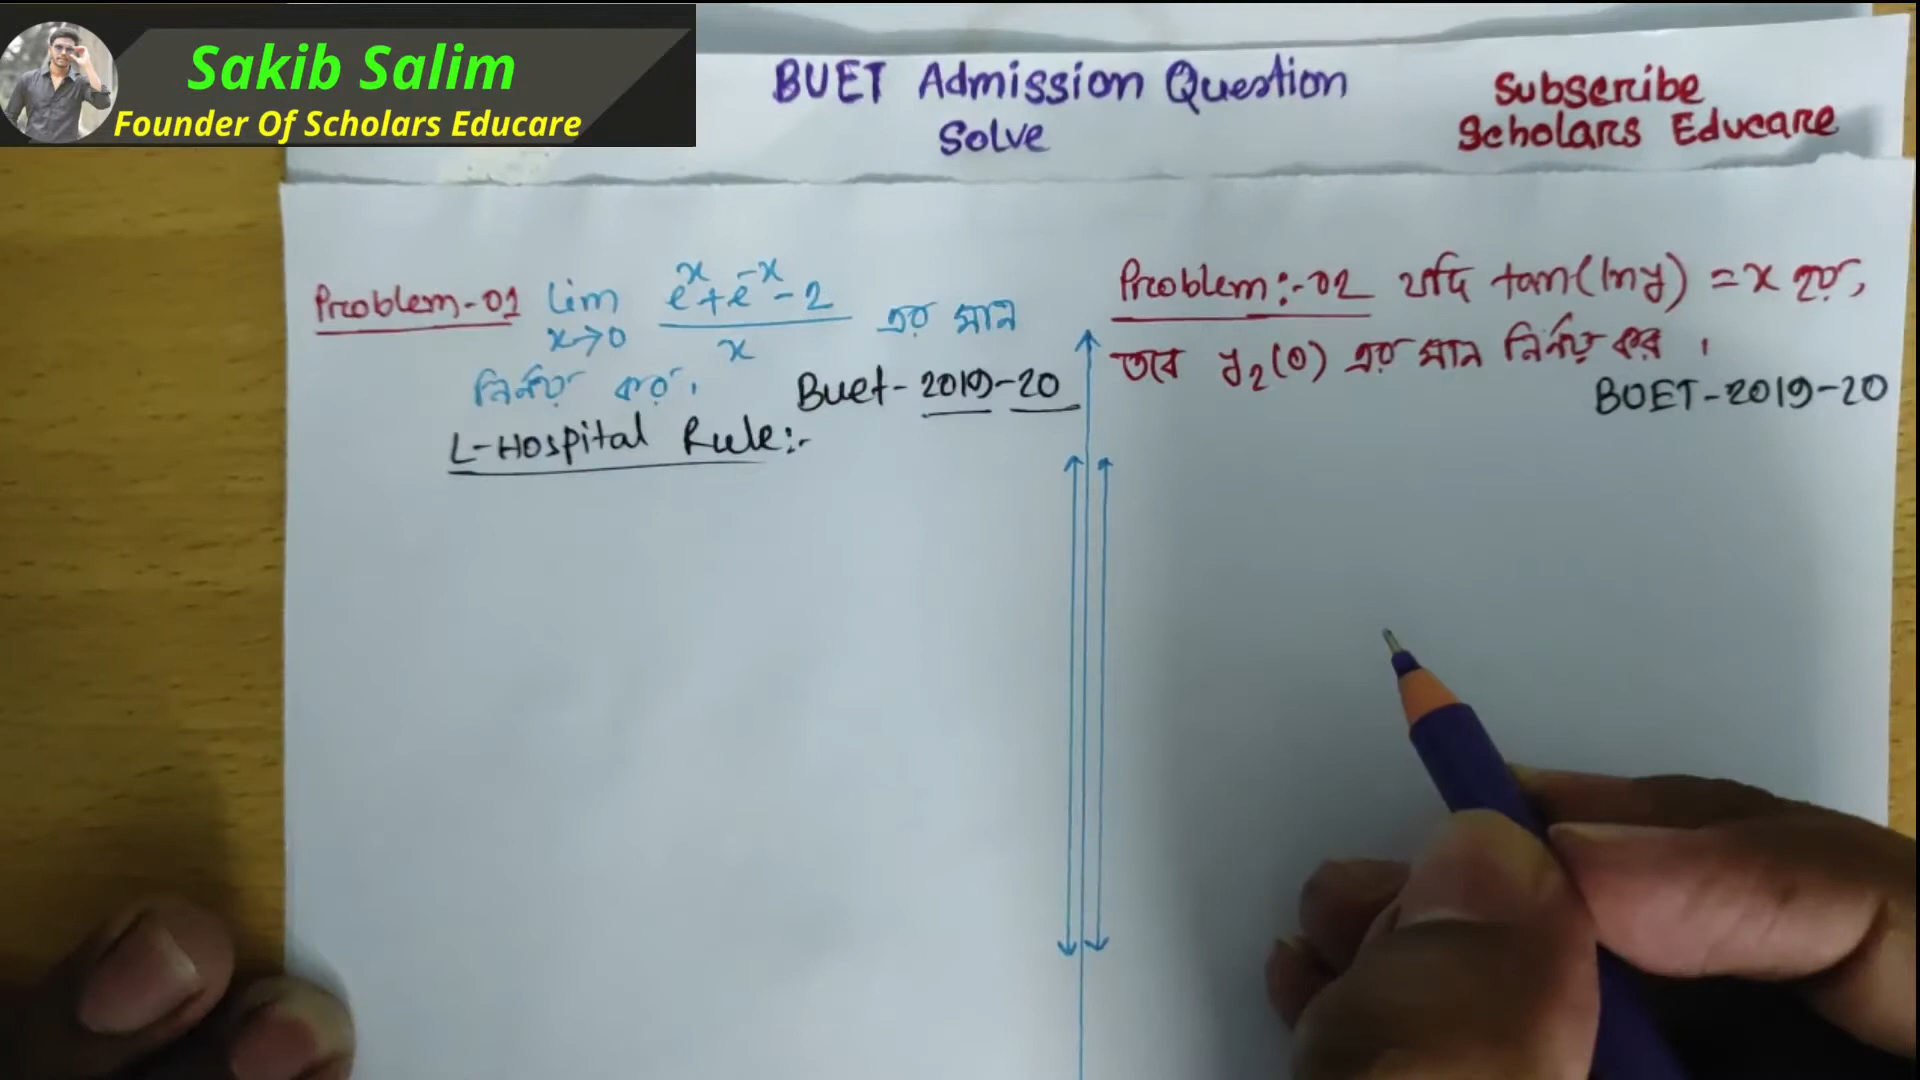 Sakib Salim
Founder Of Scholars Educare
BUET Admission Question
Solve
Subscribe
Scholars Educare
Problem-01 lim x→0 (e^x+e^-x-2)/x এর মান
নির্ণয় কর।
Buet-2019-20
L-Hospital Rule:-
Problem:-02 যদি tan(lny) = x হয়,
তবে y₂(0) এর মান নির্ণয় কর।
BUET-2019-20